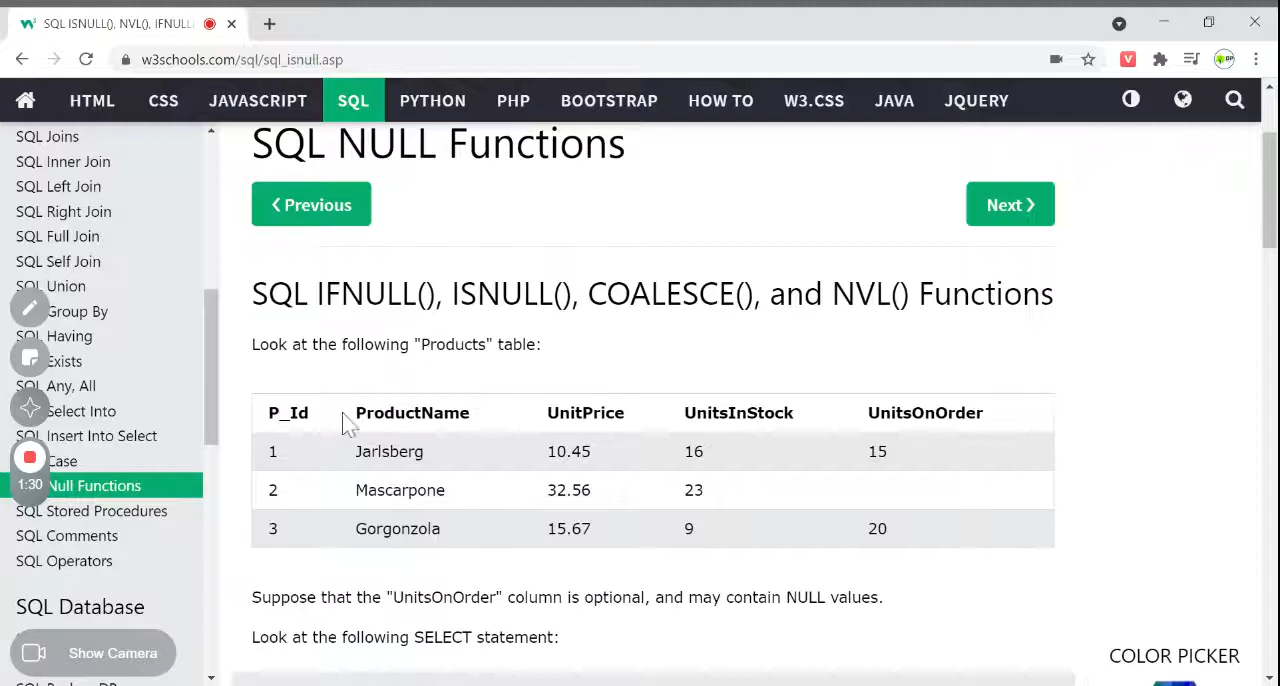 SQL ISNULL(), NVL(), IFNULL(
w3schools.com/sql/sql_isnull.asp
HTML CSS JAVASCRIPT SQL PYTHON PHP BOOTSTRAP HOW TO W3.CSS JAVA JQUERY
SQL Joins
SQL Inner Join
SQL Left Join
SQL Right Join
SQL Full Join
SQL Self Join
SQL Union
Group By
SQL Having
Exists
SQL Any, All
Select Into
SQL Insert Into Select
Case
Null Functions
SQL Stored Procedures
SQL Comments
SQL Operators
SQL Database
1:30
Show Camera
SQL NULL Functions
❮ Previous
Next ❯
SQL IFNULL(), ISNULL(), COALESCE(), and NVL() Functions
Look at the following "Products" table:
P_Id ProductName UnitPrice UnitsInStock UnitsOnOrder
1 Jarlsberg 10.45 16 15
2 Mascarpone 32.56 23
3 Gorgonzola 15.67 9 20
Suppose that the "UnitsOnOrder" column is optional, and may contain NULL values.
Look at the following SELECT statement:
COLOR PICKER